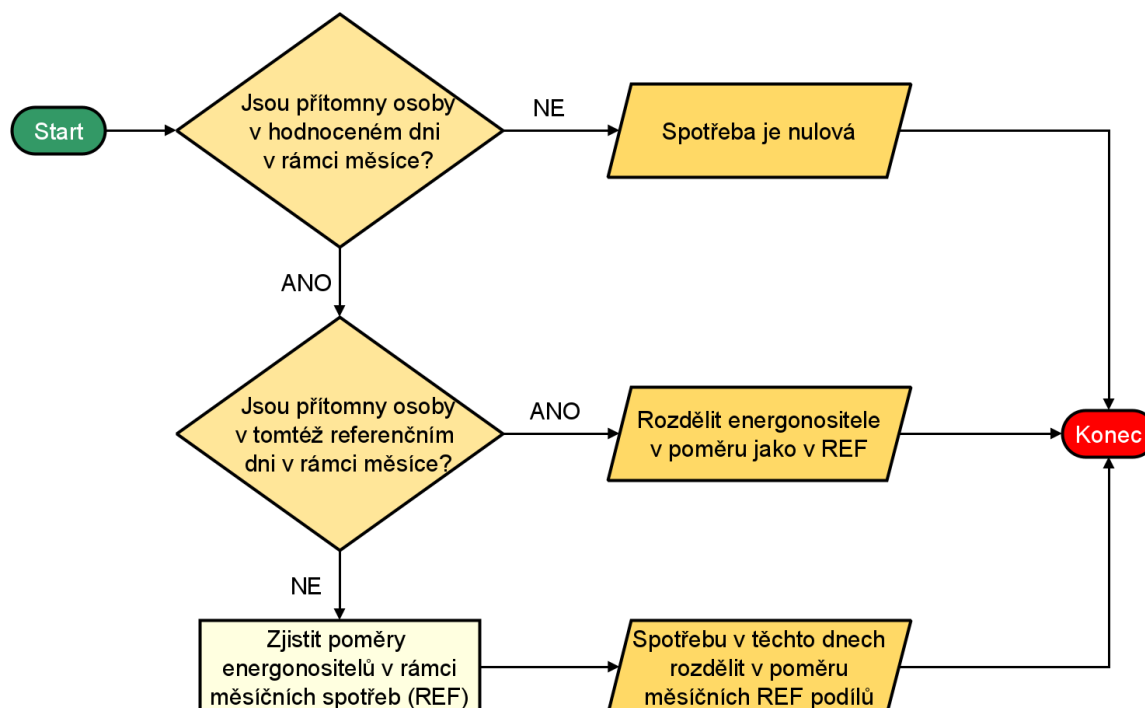 Start
Jsou přítomny osoby
v hodnoceném dni
v rámci měsíce?
NE
Spotřeba je nulová
ANO
Jsou přítomny osoby
v tomtéž referenčním
dni v rámci měsíce?
ANO
Rozdělit energonositele
v poměru jako v REF
Konec
NE
Zjistit poměry
energonositelů v rámci
měsíčních spotřeb (REF)
Spotřebu v těchto dnech
rozdělit v poměru
měsíčních REF podílů